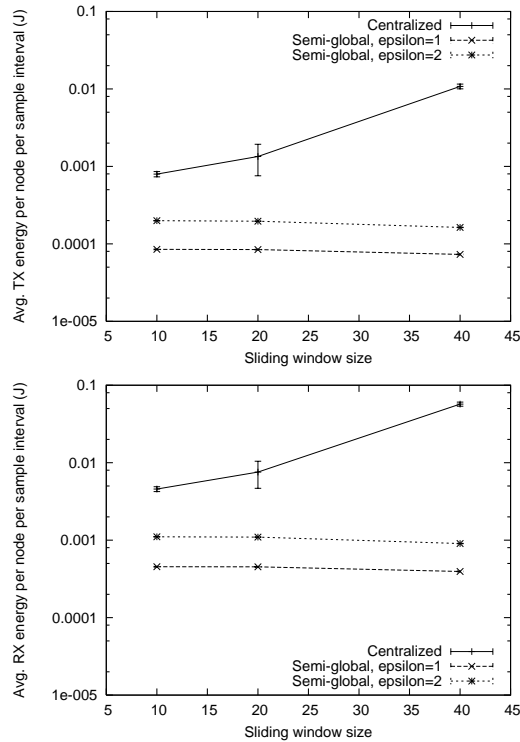 Avg. TX energy per node per sample interval (J)
0.1
0.01
0.001
0.0001
1e-005
Centralized
Semi-global, epsilon=1
Semi-global, epsilon=2
5 10 15 20 25 30 35 40 45
Sliding window size
Avg. RX energy per node per sample interval (J)
0.1
0.01
0.001
0.0001
1e-005
Centralized
Semi-global, epsilon=1
Semi-global, epsilon=2
5 10 15 20 25 30 35 40 45
Sliding window size